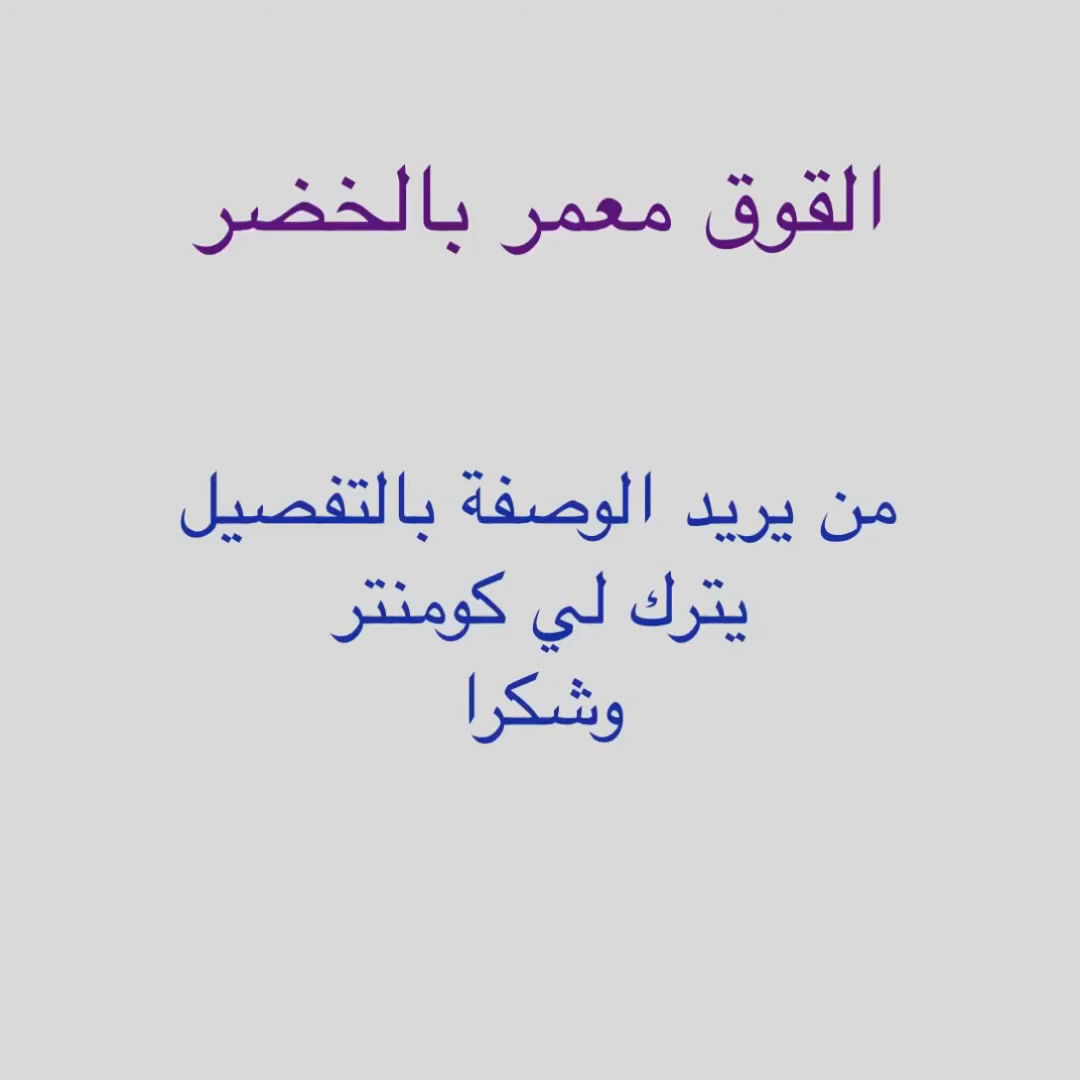 القوق معمر بالخضر
من يريد الوصفة بالتفصيل
يترك لي كومنتر
وشكرا